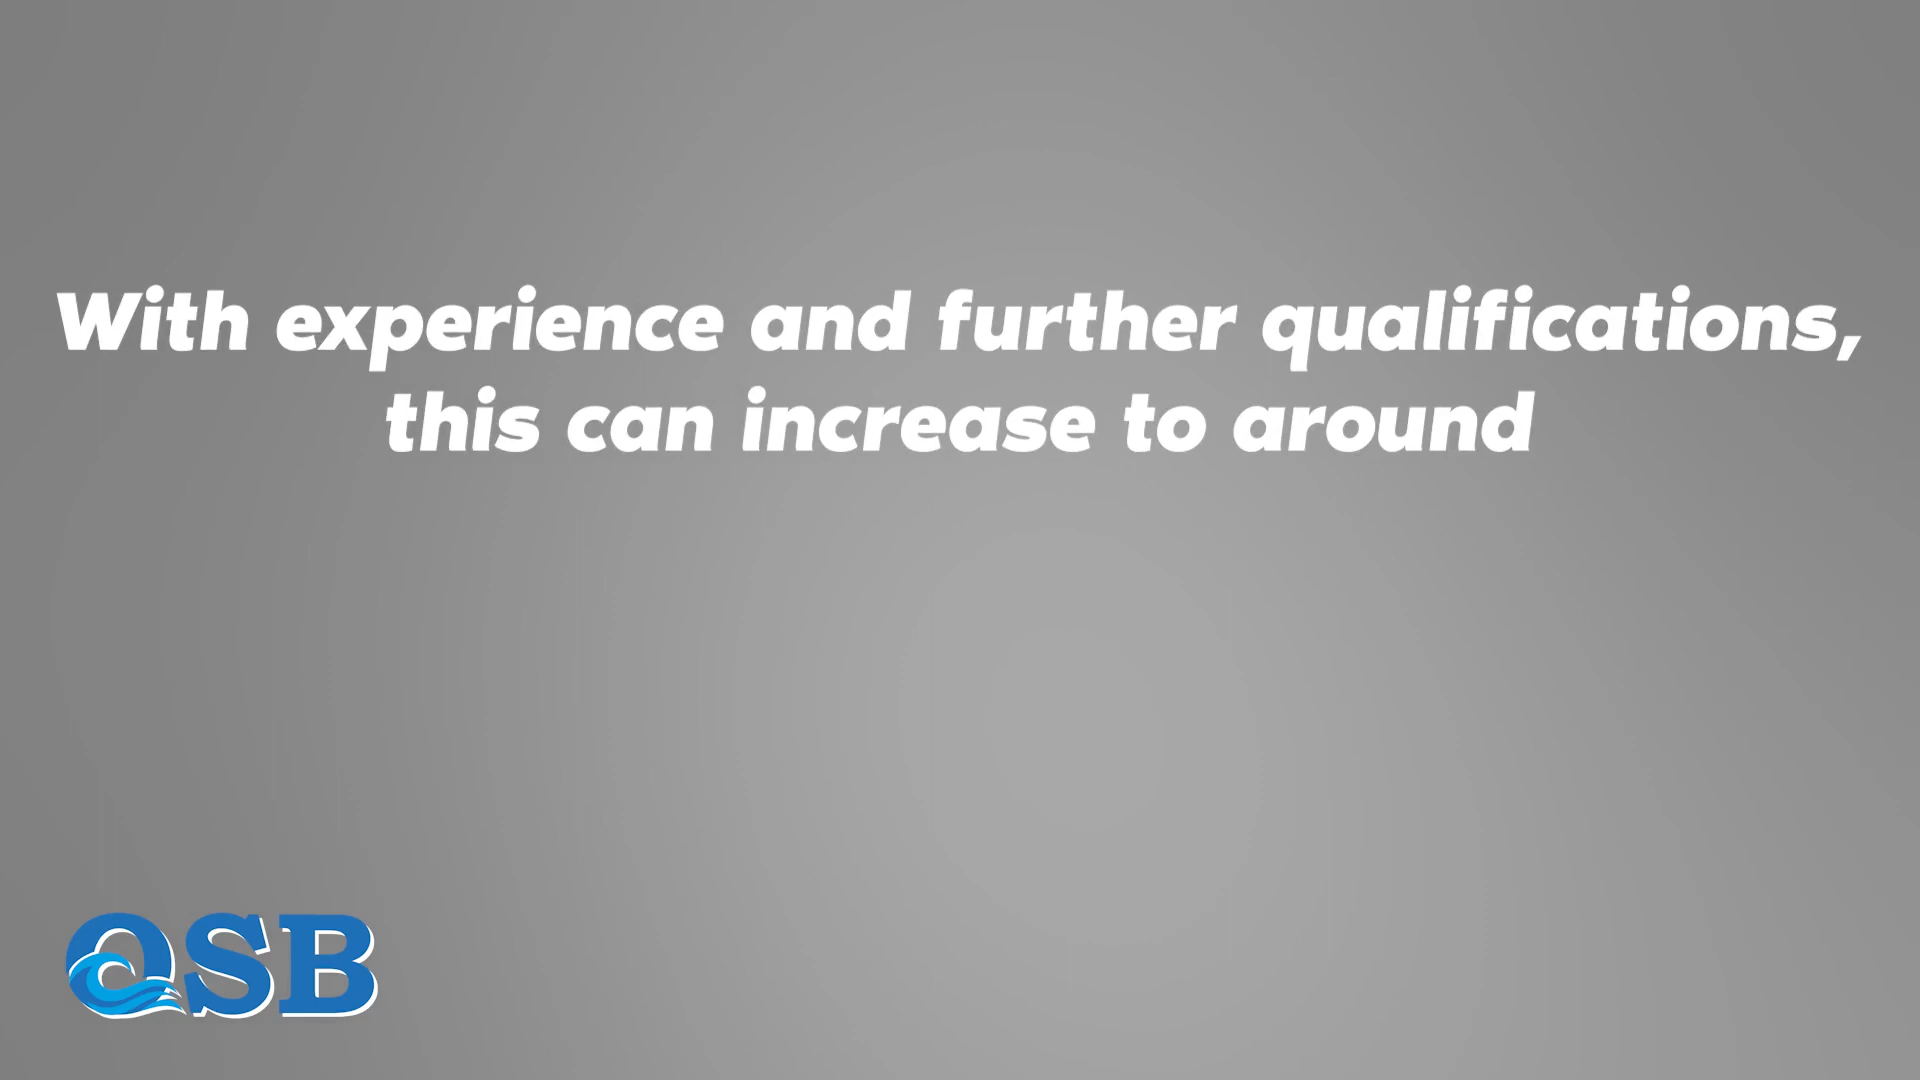 With experience and further qualifications,
this can increase to around
QSB